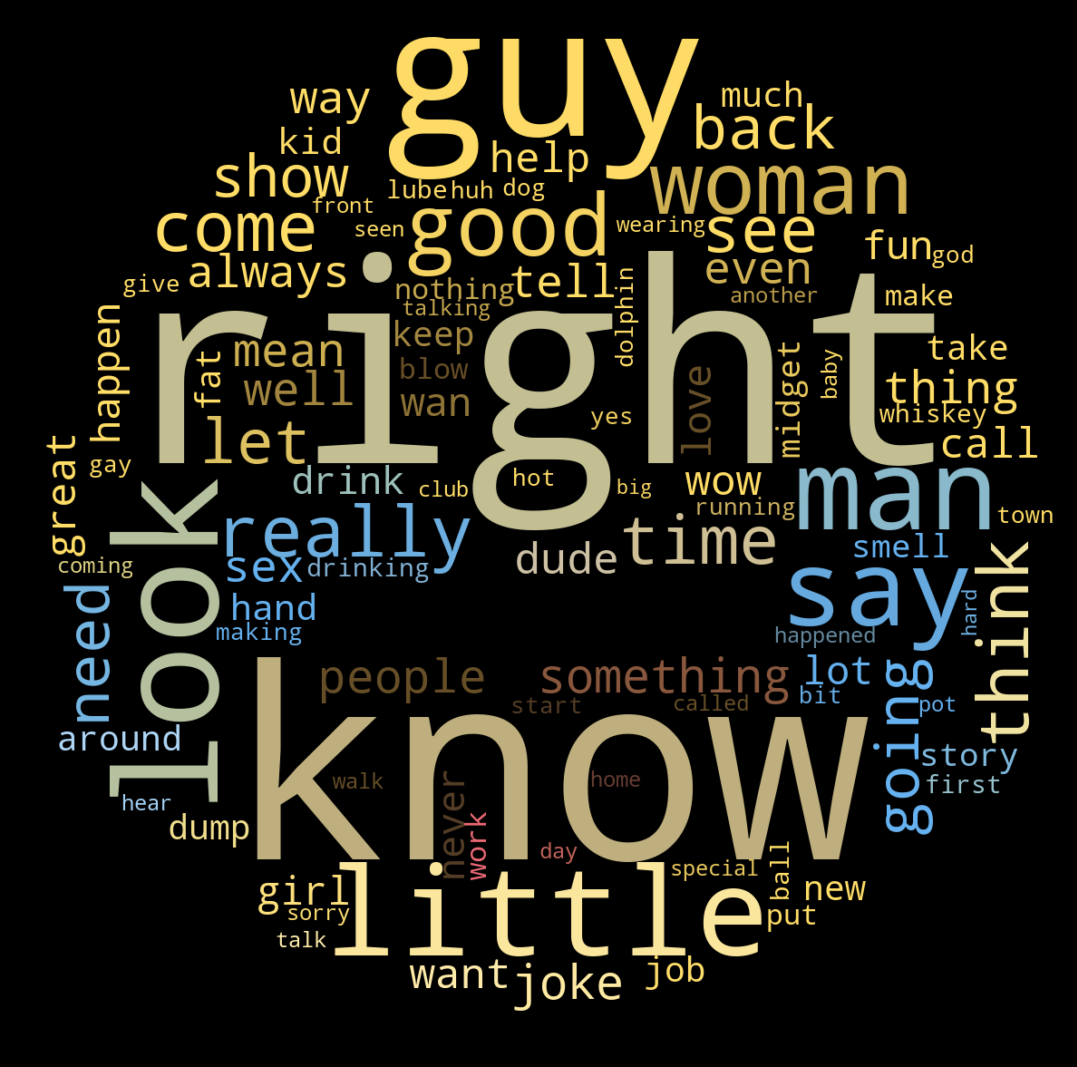 guy
way
much
back
kid
help
show
woman
lube
huh
dog
front
come
good
seen
wearing
see
fun
god
always
even
give
nothing
tell
another
make
talking
right
dolphin
happen
keep
mean
fat
take
blow
well
wan
love
midget
baby
thing
yes
whiskey
let
call
great
gay
drink
hot
man
club
big
wow
look
running
town
really
time
dude
smell
coming
sex
drinking
say
think
need
hand
hard
making
happened
people
something
lot
going
bit
start
called
pot
know
around
story
walk
home
first
hear
never
work
dump
day
little
special
ball
girl
new
sorry
put
talk
want
joke
job